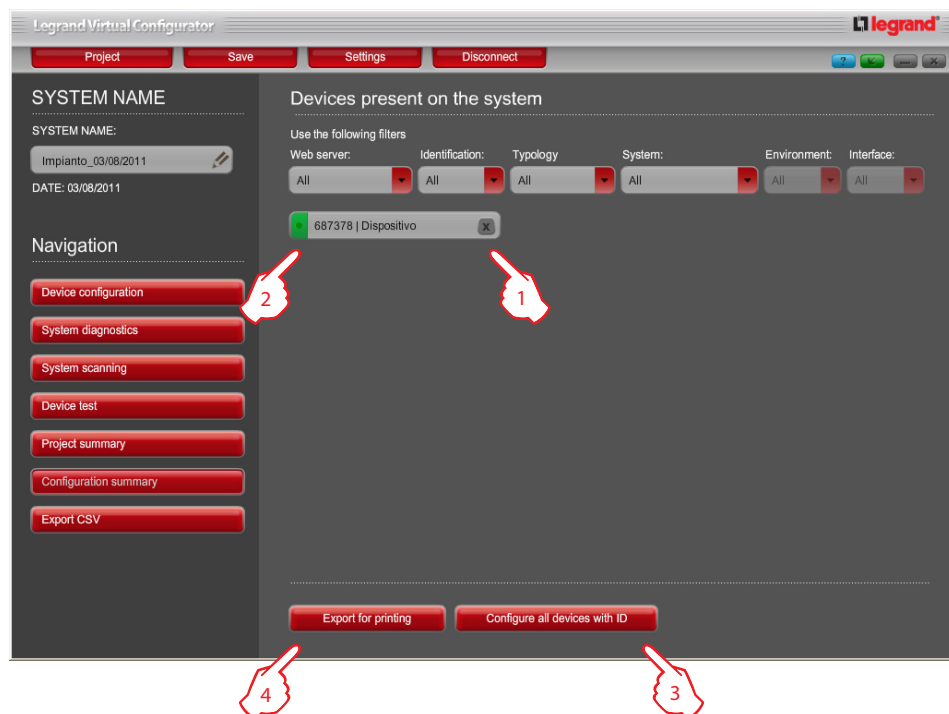 Legrand Virtual Configurator
legrand®
Project Save Settings Disconnect
?
SYSTEM NAME
SYSTEM NAME:
Impianto_03/08/2011
DATE: 03/08/2011
Navigation
Device configuration
System diagnostics
System scanning
Device test
Project summary
Configuration summary
Export CSV
Devices present on the system
Use the following filters
Web server: Identification: Typology System: Environment: Interface:
All All All All All All
687378 | Dispositivo x
2 1
Export for printing Configure all devices with ID
4 3